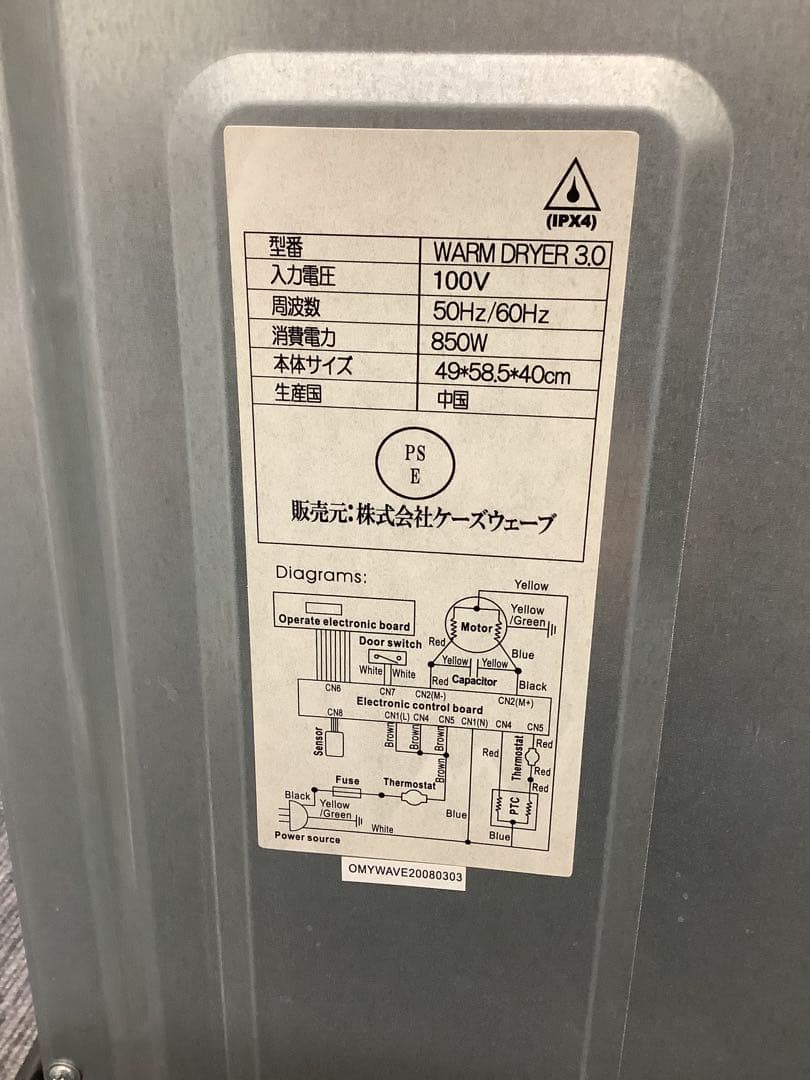 (IPX4)
型番 WARM DRYER 3.0
入力電圧 100V
周波数 50Hz/60Hz
消費電力 850W
本体サイズ 49*58.5*40cm
生産国 中国
PS
E
販売元:株式会社ケーズウェーブ
Diagrams:
Yellow
Operate electronic board
Motor
Yellow
/Green
Door switch
Red
Blue
White White
Yellow Yellow
Red Capacitor Black
CN6 CN7 CN2(M-) CN2(M+)
Electronic control board
CN8 CN1(L) CN4 CN5 CN1(N) CN4 CN5
Sensor
Brown Brown Brown
Brown
Red
Thermostat
Red
Red
Red
PTC
Blue
Blue
Fuse
Thermostat
Black
Yellow
/Green
White
Power source
OMYWAVE20080303